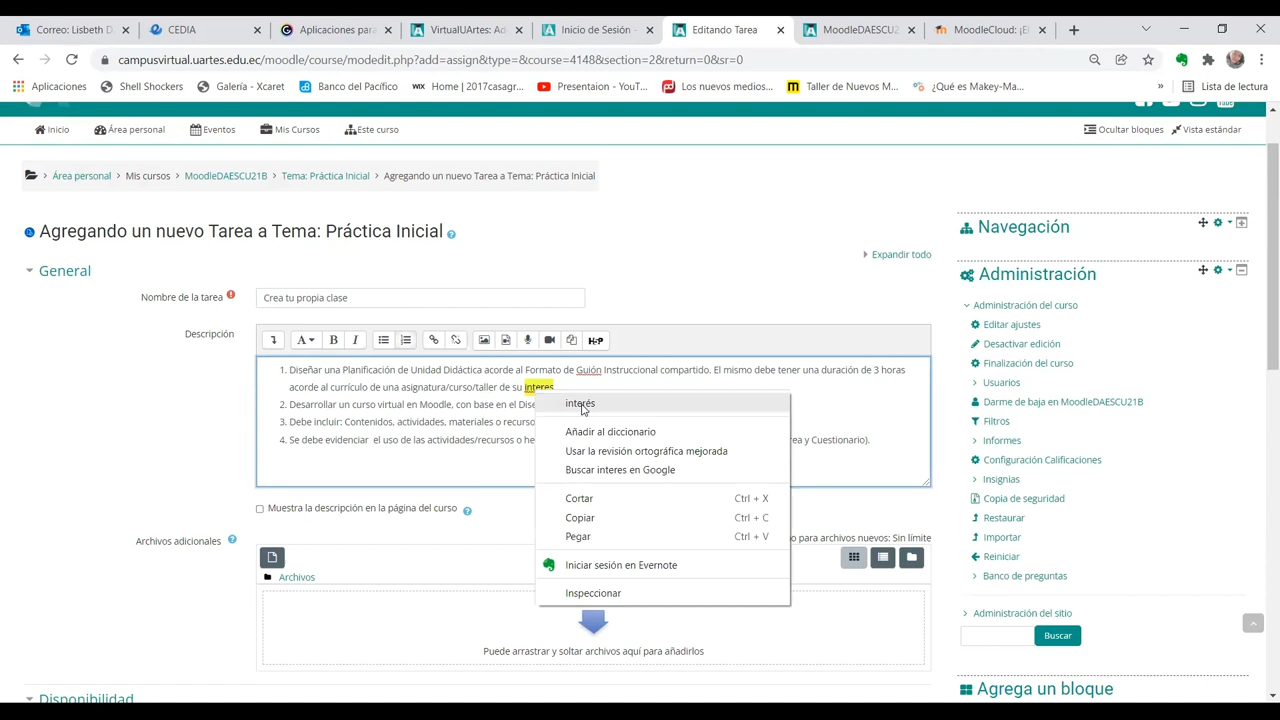 Correo: Lisbeth D
CEDIA
Aplicaciones para
VirtualUArtes: Ad
Inicio de Sesión
Editando Tarea
MoodleDAESCU2
MoodleCloud: ¡E
campusvirtual.uartes.edu.ec/moodle/course/modedit.php?add=assign&type=&course=4148&section=2&return=0&sr=0
Aplicaciones
Shell Shockers
Galería - Xcaret
Banco del Pacífico
WIX
Home | 2017casagr...
Presentaion - YouT...
Los nuevos medios...
Taller de Nuevos M...
¿Qué es Makey-Ma...
»
Lista de lectura
Inicio
Área personal
Eventos
Mis Cursos
Este curso
Ocultar bloques
Vista estándar
Área personal > Mis cursos > MoodleDAESCU21B > Tema: Práctica Inicial > Agregando un nuevo Tarea a Tema: Práctica Inicial
Agregando un nuevo Tarea a Tema: Práctica Inicial
Expandir todo
General
Nombre de la tarea
Crea tu propia clase
Descripción
A
B
I
H-P
1. Diseñar una Planificación de Unidad Didáctica acorde al Formato de Guión Instruccional compartido. El mismo debe tener una duración de 3 horas
acorde al currículo de una asignatura/curso/taller de su interes
2. Desarrollar un curso virtual en Moodle, con base en el Dise
3. Debe incluir: Contenidos, actividades, materiales o recurso
4. Se debe evidenciar el uso de las actividades/recursos o he
ea y Cuestionario).
interés
Añadir al diccionario
Usar la revisión ortográfica mejorada
Buscar interes en Google
Cortar Ctrl + X
Copiar Ctrl + C
Pegar Ctrl + V
Iniciar sesión en Evernote
Inspeccionar
Muestra la descripción en la página del curso
Archivos adicionales
o para archivos nuevos: Sin límite
Archivos
Puede arrastrar y soltar archivos aquí para añadirlos
Disponibilidad
Navegación
Administración
Administración del curso
Editar ajustes
Desactivar edición
Finalización del curso
Usuarios
Darme de baja en MoodleDAESCU21B
Filtros
Informes
Configuración Calificaciones
Insignias
Copia de seguridad
Restaurar
Importar
Reiniciar
Banco de preguntas
Administración del sitio
Buscar
Agrega un bloque